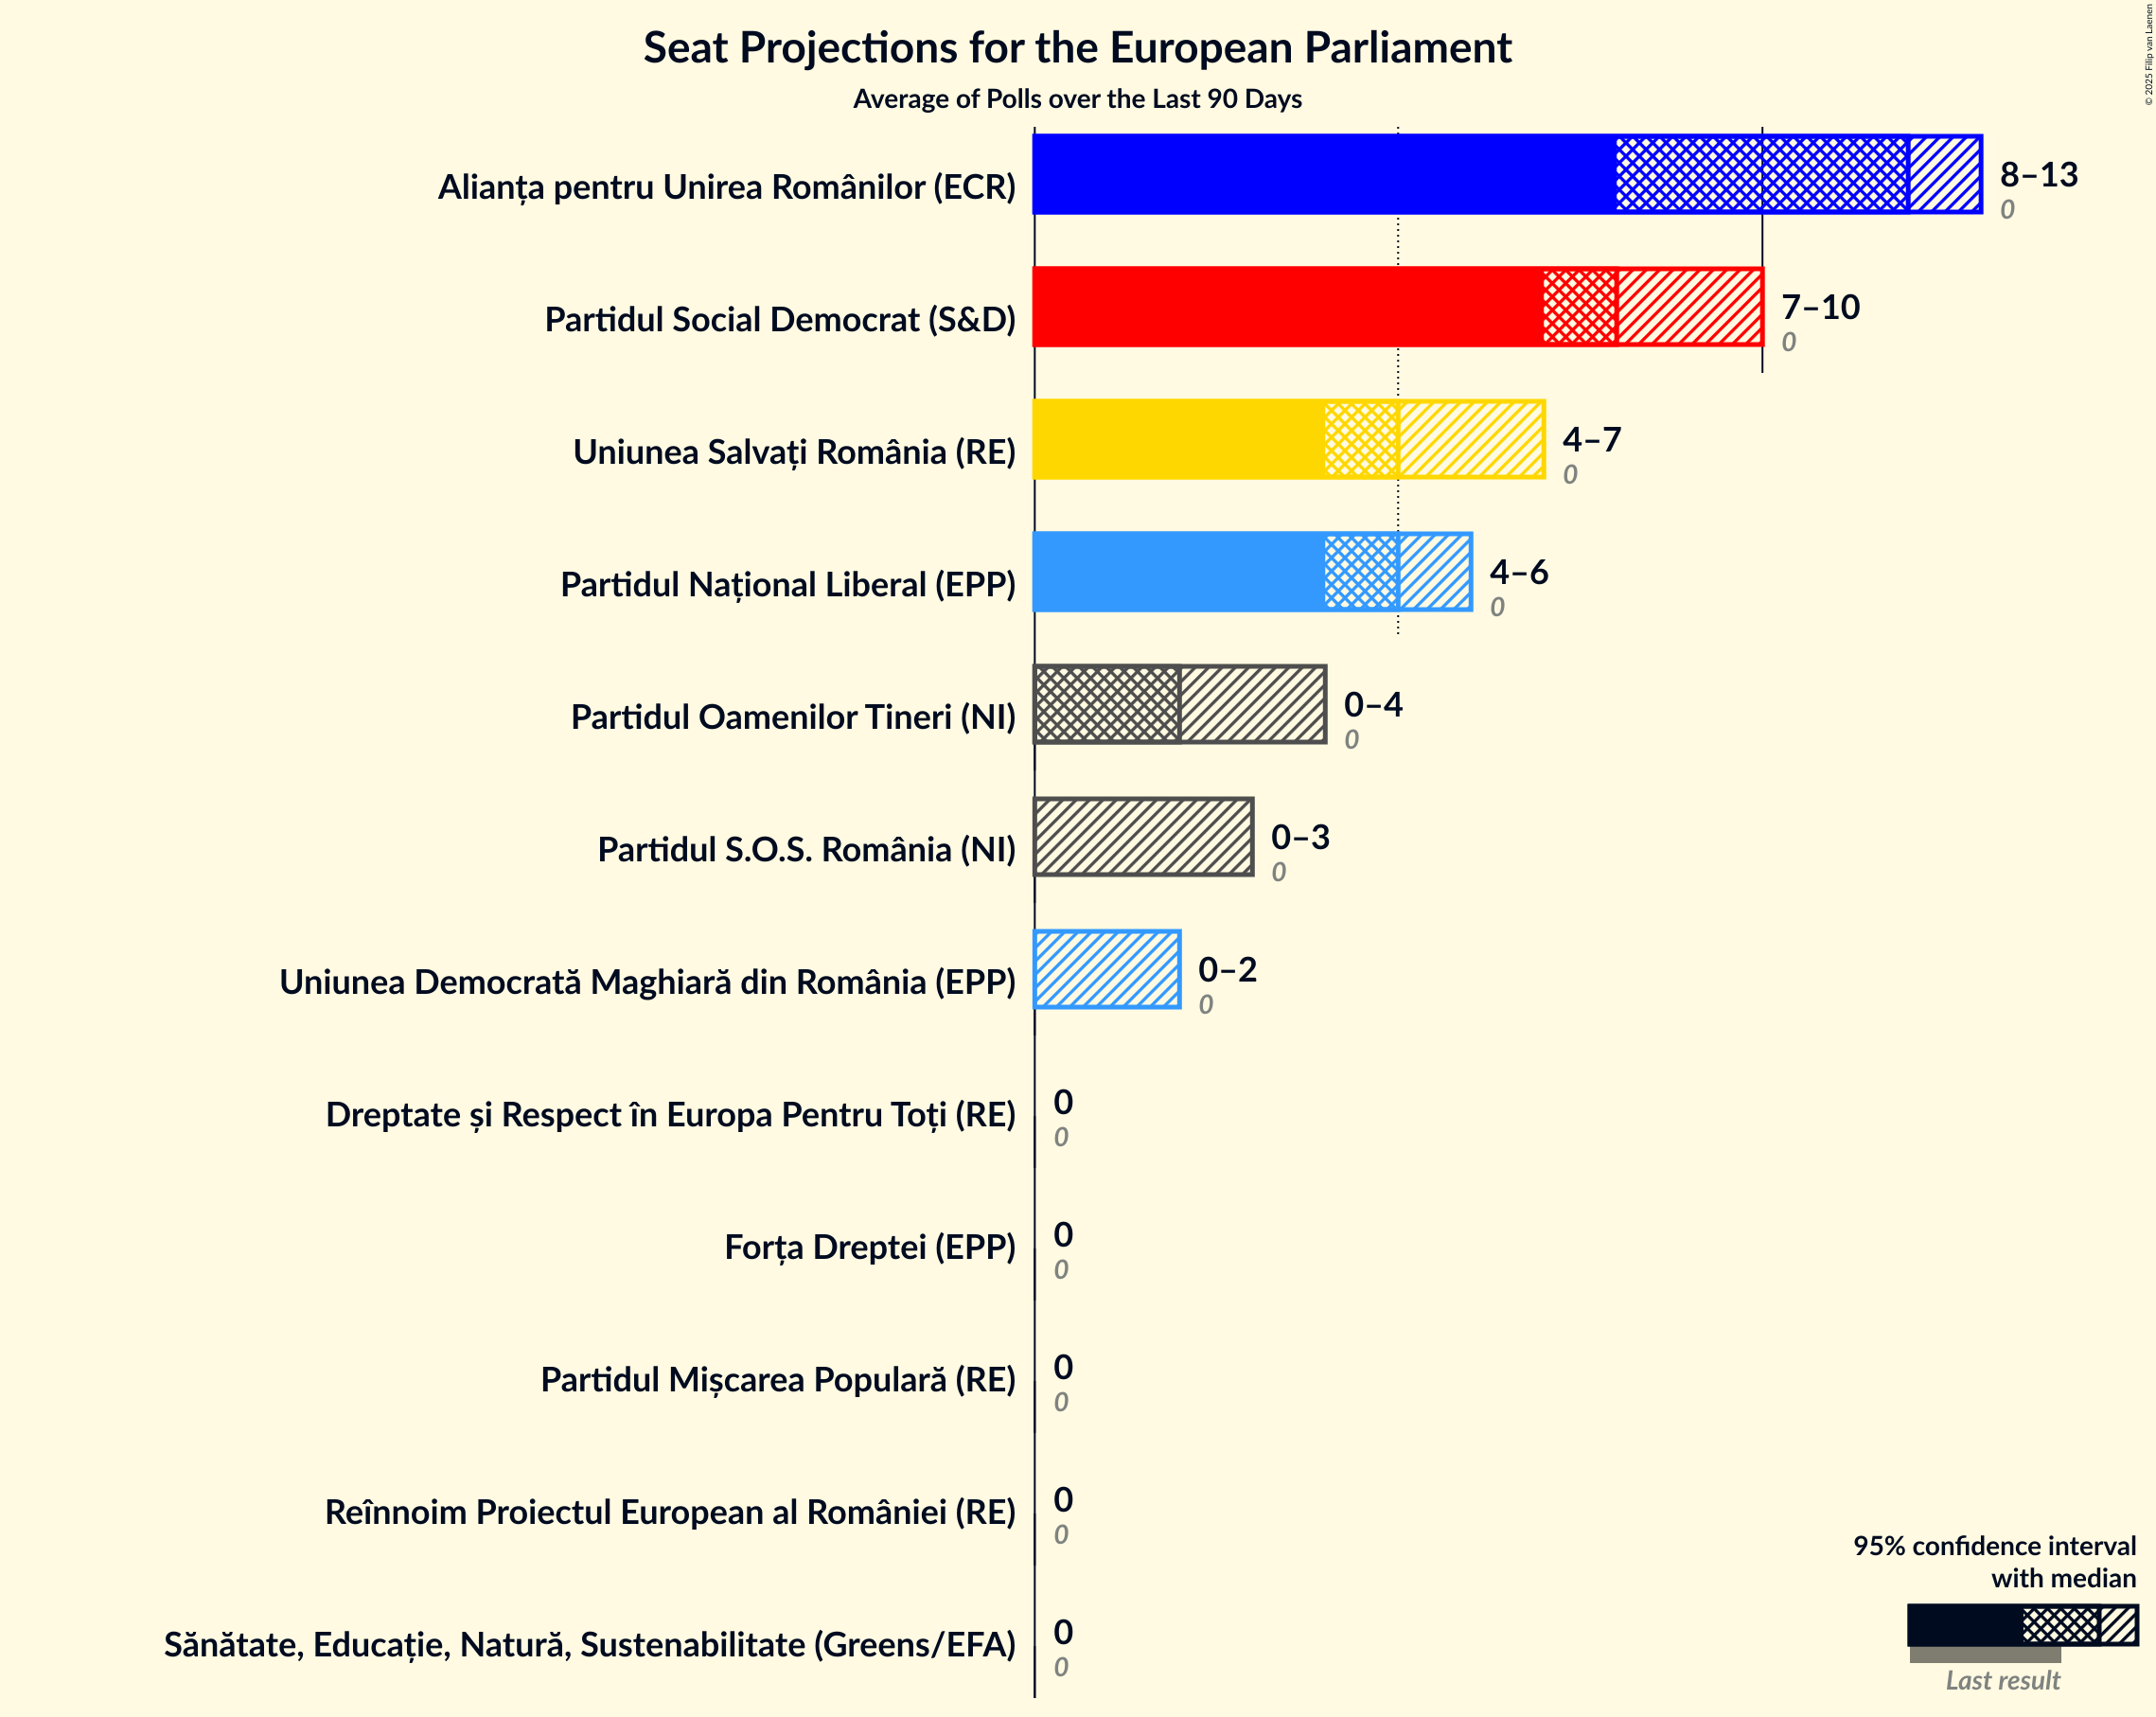 Seat Projections for the European Parliament
Average of Polls over the Last 90 Days
© 2025 Filip van Laenen
Alianța pentru Unirea Românilor (ECR)
8–13
0
Partidul Social Democrat (S&D)
7–10
0
Uniunea Salvați România (RE)
4–7
0
Partidul Național Liberal (EPP)
4–6
0
Partidul Oamenilor Tineri (NI)
0–4
0
Partidul S.O.S. România (NI)
0–3
0
Uniunea Democrată Maghiară din România (EPP)
0–2
0
Dreptate și Respect în Europa Pentru Toți (RE)
0
0
Forța Dreptei (EPP)
0
0
Partidul Mișcarea Populară (RE)
0
0
Reînnoim Proiectul European al României (RE)
0
0
Sănătate, Educație, Natură, Sustenabilitate (Greens/EFA)
0
0
95% confidence interval
with median
Last result